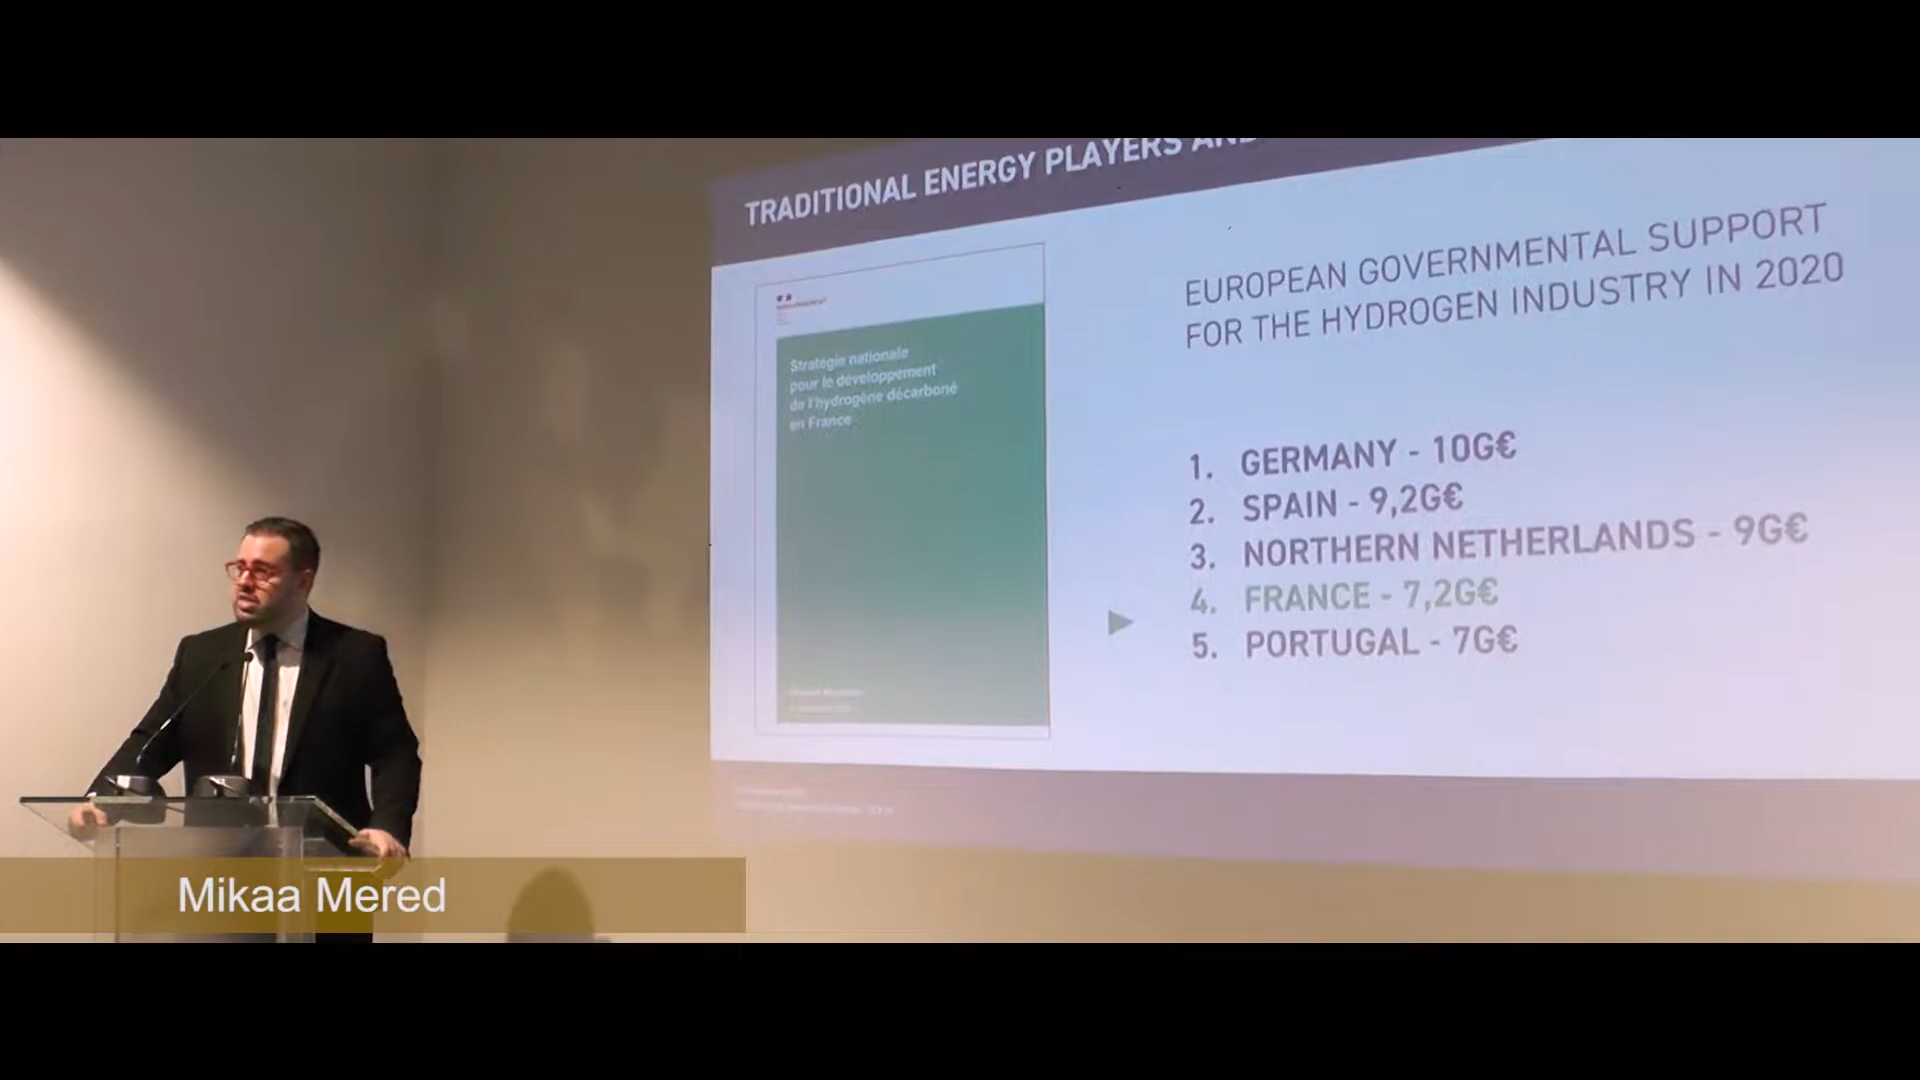 TRADITIONAL ENERGY PLAYERS AND
EUROPEAN GOVERNMENTAL SUPPORT
FOR THE HYDROGEN INDUSTRY IN 2020
Stratégie nationale
pour le développement
de l'hydrogène décarboné
en France
1. GERMANY - 10G€
2. SPAIN - 9,2G€
3. NORTHERN NETHERLANDS - 9G€
4. FRANCE - 7,2G€
5. PORTUGAL - 7G€
Mikaa Mered